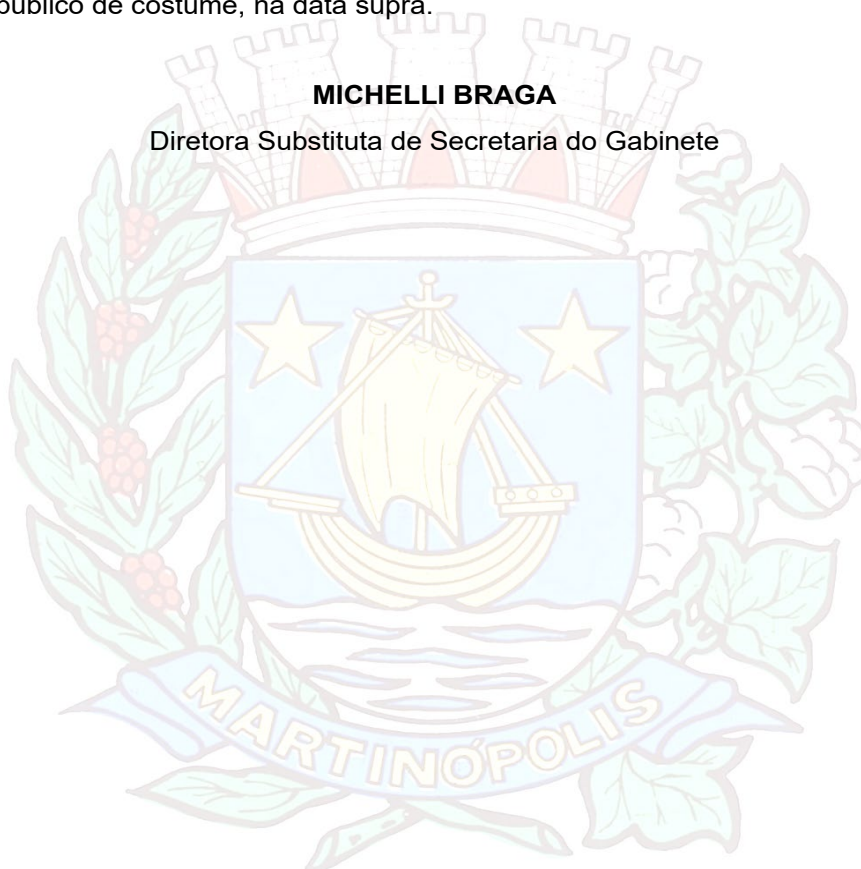 público de costume, na data supra.
MICHELLI BRAGA
Diretora Substituta de Secretaria do Gabinete
MARTINÓPOLIS